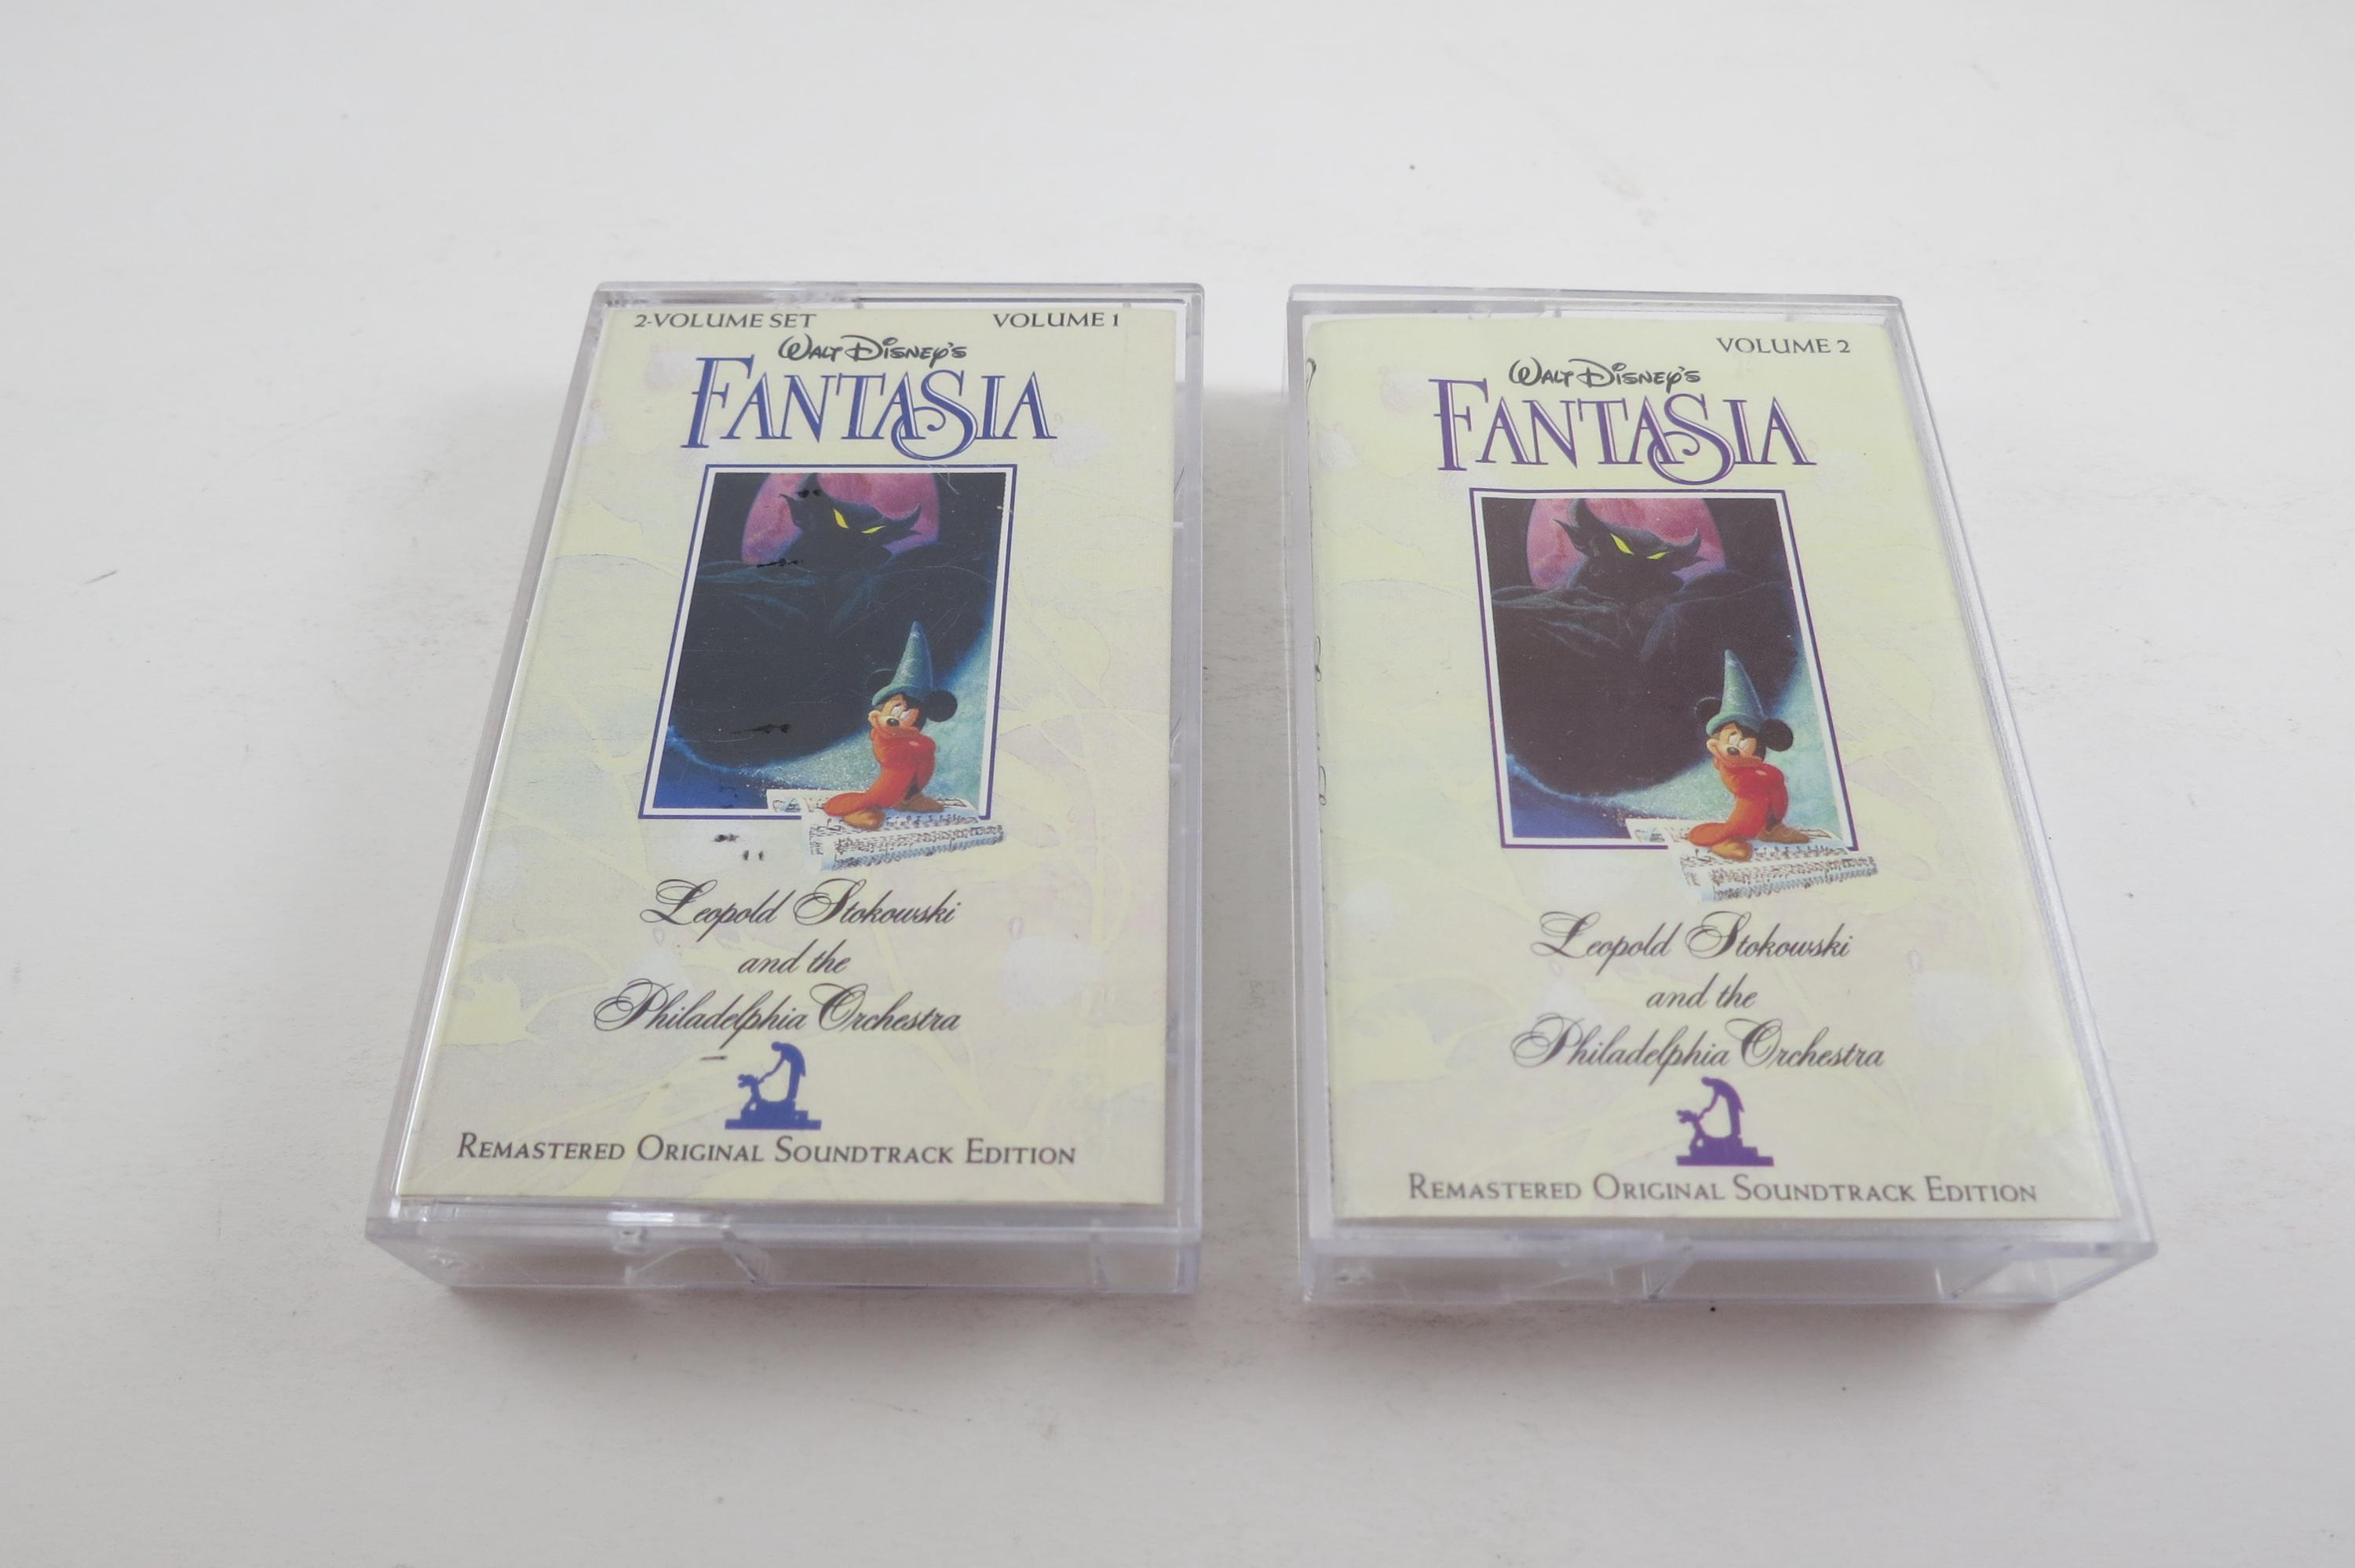 2-VOLUME SET VOLUME 1
WALT DISNEY'S
FANTASIA
Leopold Stokowski
and the
Philadelphia Orchestra
REMASTERED ORIGINAL SOUNDTRACK EDITION
VOLUME 2
WALT DISNEY'S
FANTASIA
Leopold Stokowski
and the
Philadelphia Orchestra
REMASTERED ORIGINAL SOUNDTRACK EDITION